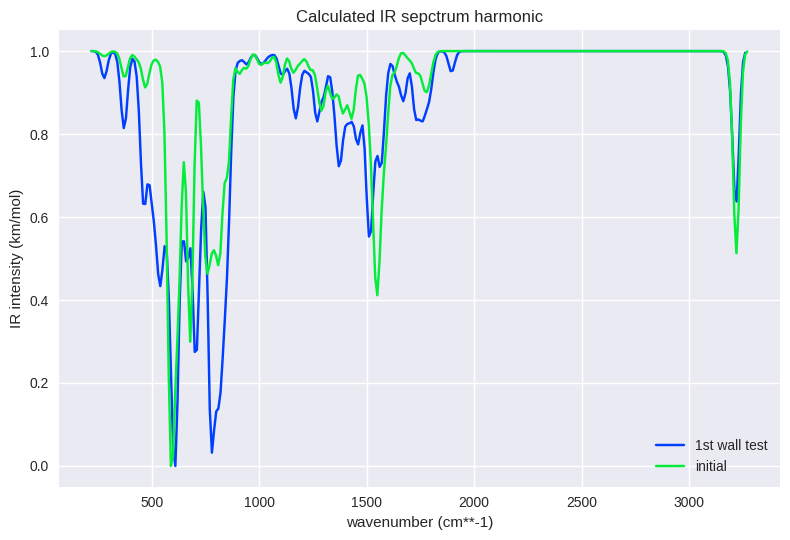 Calculated IR sepctrum harmonic
1.0
0.8
0.6
0.4
0.2
0.0
IR intensity (km/mol)
500
1000
1500
2000
2500
3000
wavenumber (cm**-1)
1st wall test
initial